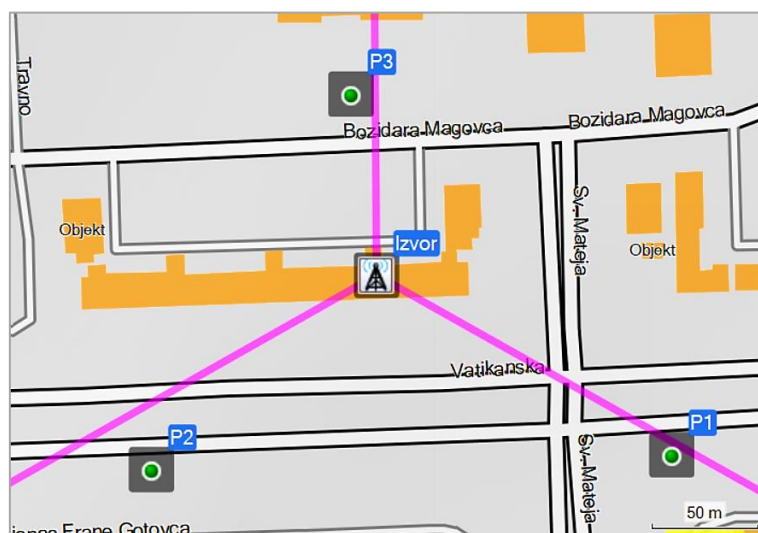 Travno
P3
Bozidara Magovca
Bozidara Magovca
Objekt
Izvor
Sv. Mateja
Objekt
Vatikanska
P2
P1
Sv. Mateja
50 m
Frane Gotovca